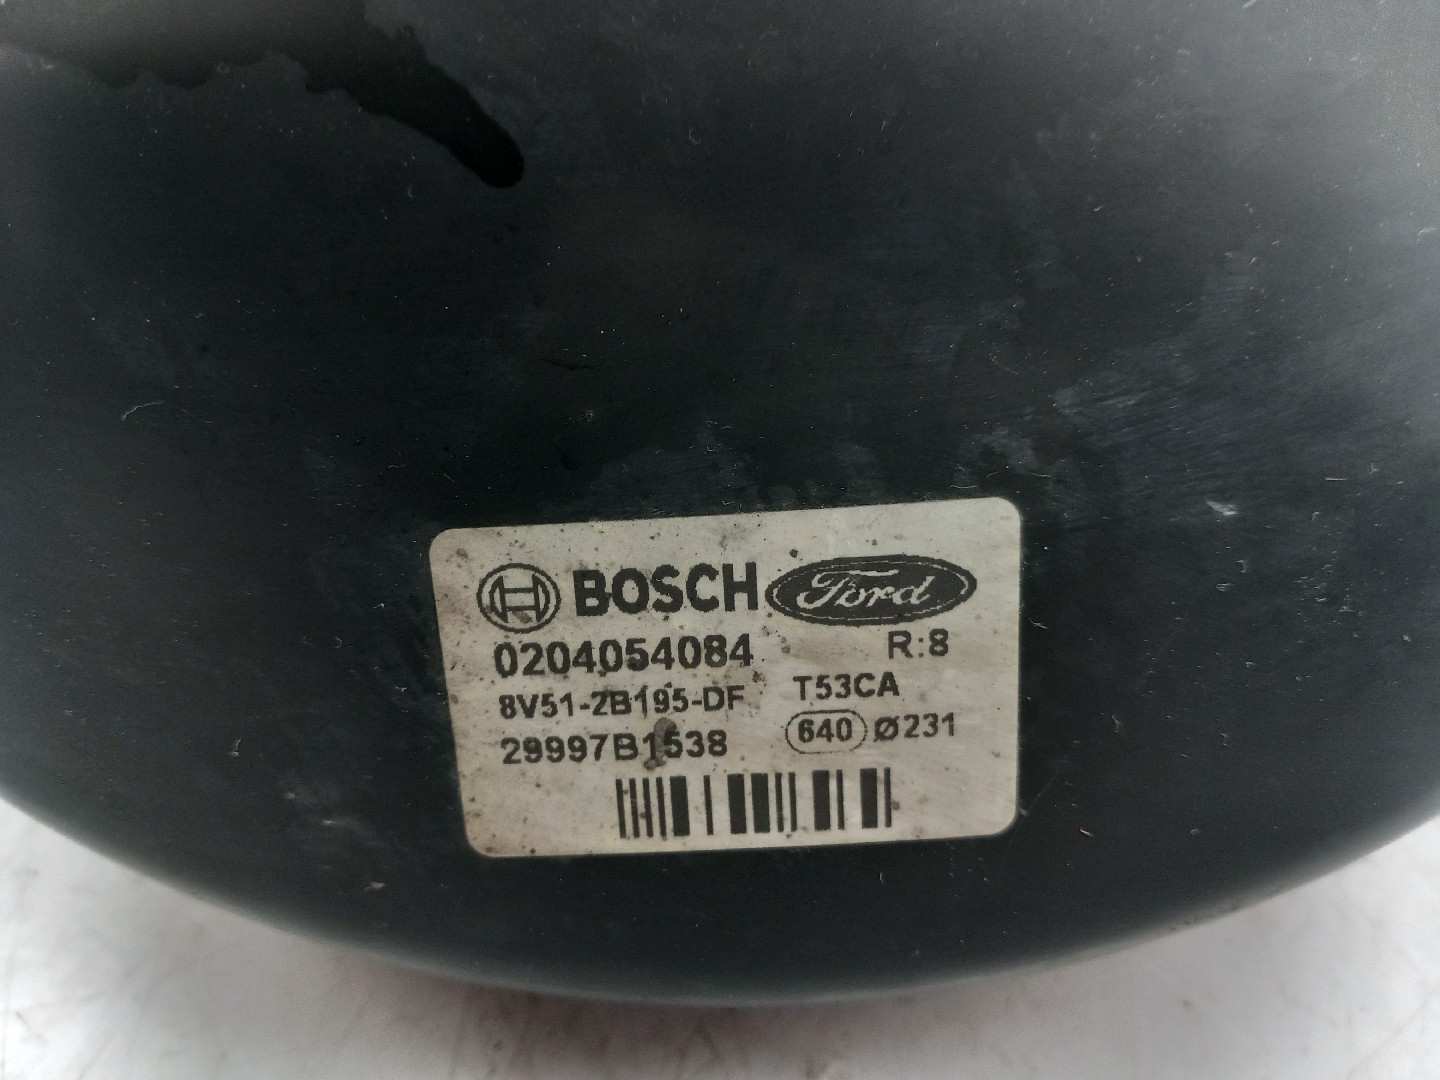 BOSCH Ford
0204054084 R:8
8V51-2B195-DF T53CA
29997B1538 640 Ø231